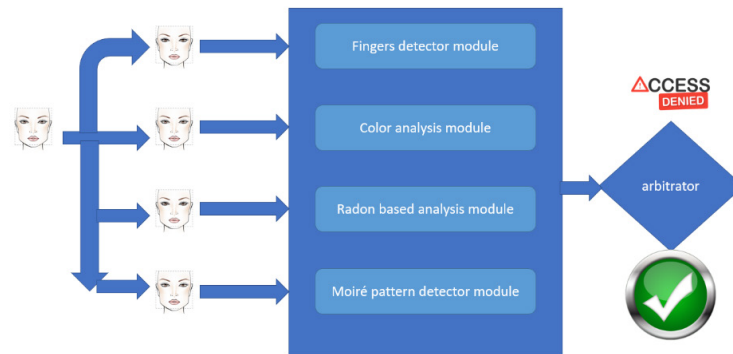 Fingers detector module
Color analysis module
Radon based analysis module
Moiré pattern detector module
ACCESS
DENIED
arbitrator